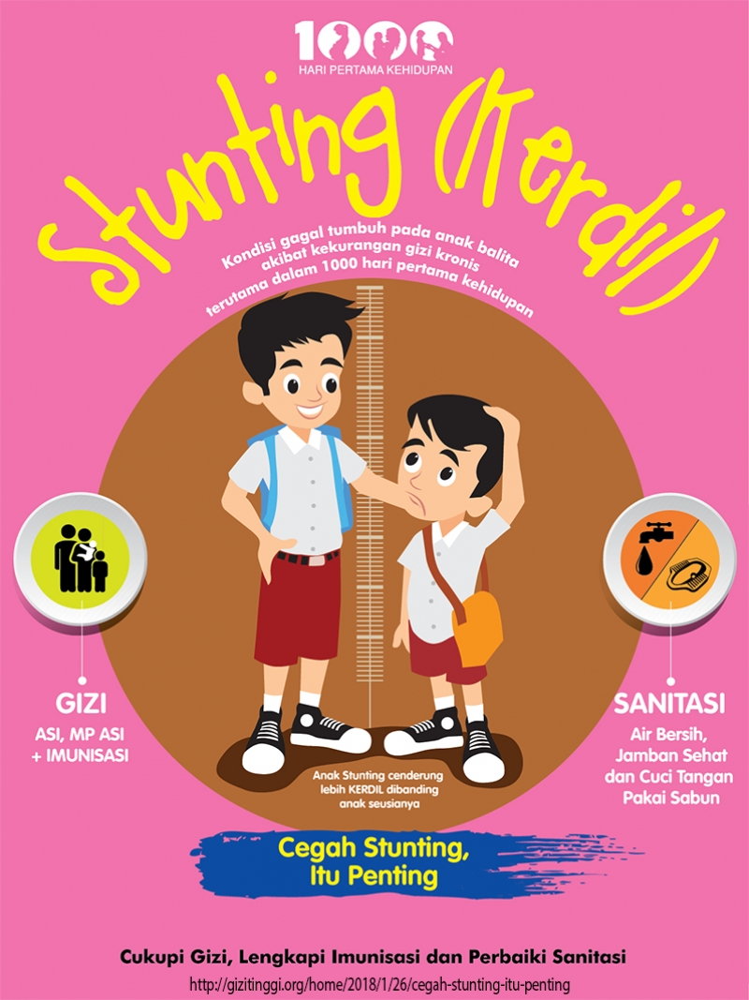 1000
HARI PERTAMA KEHIDUPAN
Stunting (Kerdil)
Kondisi gagal tumbuh pada anak balita
akibat kekurangan gizi kronis
terutama dalam 1000 hari pertama kehidupan
GIZI
ASI, MP ASI
+ IMUNISASI
SANITASI
Air Bersih,
Jamban Sehat
dan Cuci Tangan
Pakai Sabun
Anak Stunting cenderung
lebih KERDIL dibanding
anak seusianya
Cegah Stunting,
Itu Penting
Cukupi Gizi, Lengkapi Imunisasi dan Perbaiki Sanitasi
http://gizitinggi.org/home/2018/1/26/cegah-stunting-itu-penting